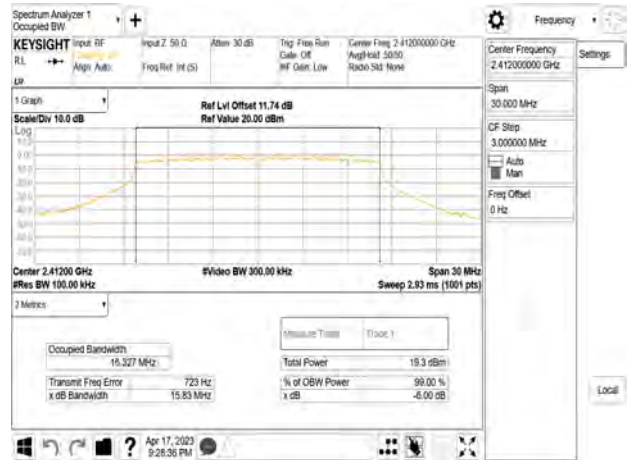 Spectrum Analyzer 1
Occupied BW
Frequency
KEYSIGHT
Input: RF
Input Z: 50 Ω
Atten: 30 dB
Trig: Free Run
Center Freq: 2.412000000 GHz
RL
Gate: Off
Avg|Hold: 50/50
Align: Auto
Freq Ref: Int (S)
#IF Gain: Low
Radio Std: None
1 Graph
Scale/Div 10.0 dB
Ref Lvl Offset 11.74 dB
Ref Value 20.00 dBm
Log
Center 2.41200 GHz
#Video BW 300.00 kHz
Span 30 MHz
#Res BW 100.00 kHz
Sweep 2.93 ms (1001 pts)
2 Metrics
Measure Trace
Trace 1
Occupied Bandwidth
16.327 MHz
Total Power
19.3 dBm
Transmit Freq Error
723 Hz
% of OBW Power
99.00 %
x dB Bandwidth
15.83 MHz
x dB
-6.00 dB
Center Frequency
2.412000000 GHz
Settings
Span
30.000 MHz
CF Step
3.000000 MHz
Auto
Man
Freq Offset
0 Hz
Local
Apr 17, 2023
9:28:36 PM